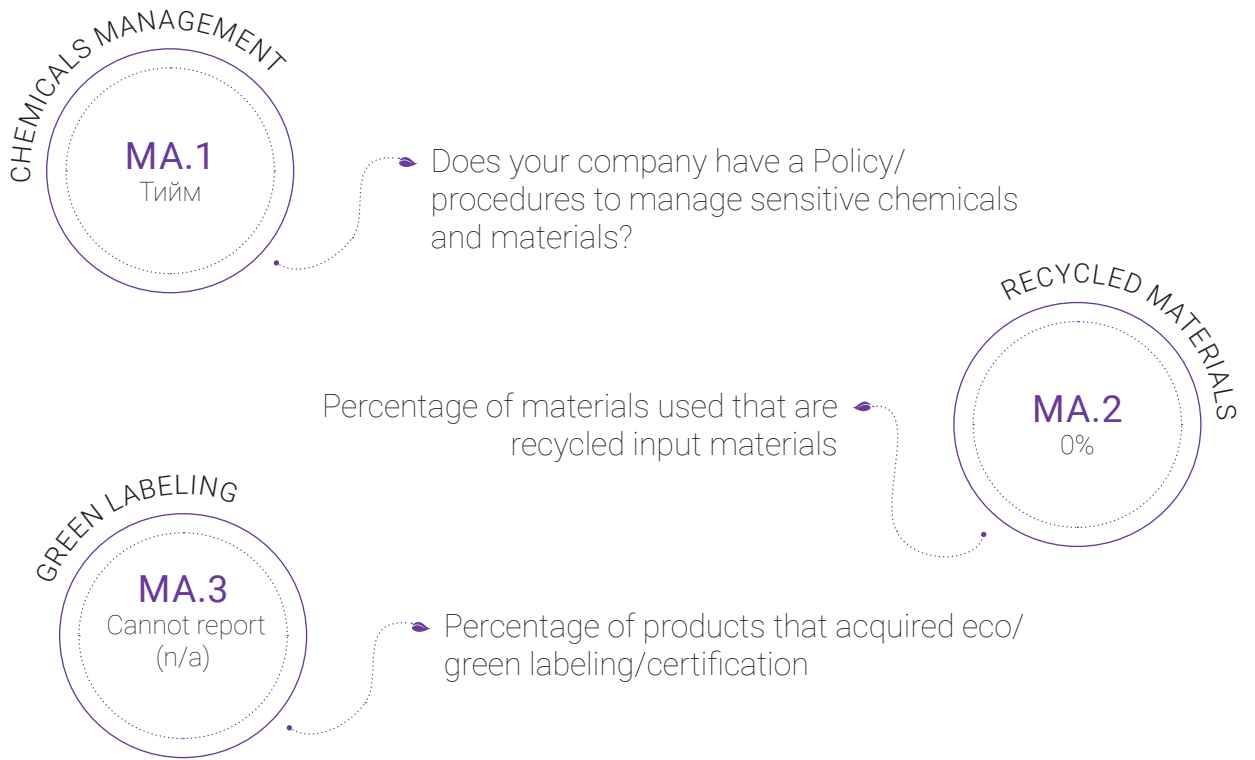 CHEMICALS MANAGEMENT
MA.1
Тийм
Does your company have a Policy/
procedures to manage sensitive chemicals
and materials?
RECYCLED MATERIALS
MA.2
0%
Percentage of materials used that are
recycled input materials
GREEN LABELING
MA.3
Cannot report
(n/a)
Percentage of products that acquired eco/
green labeling/certification